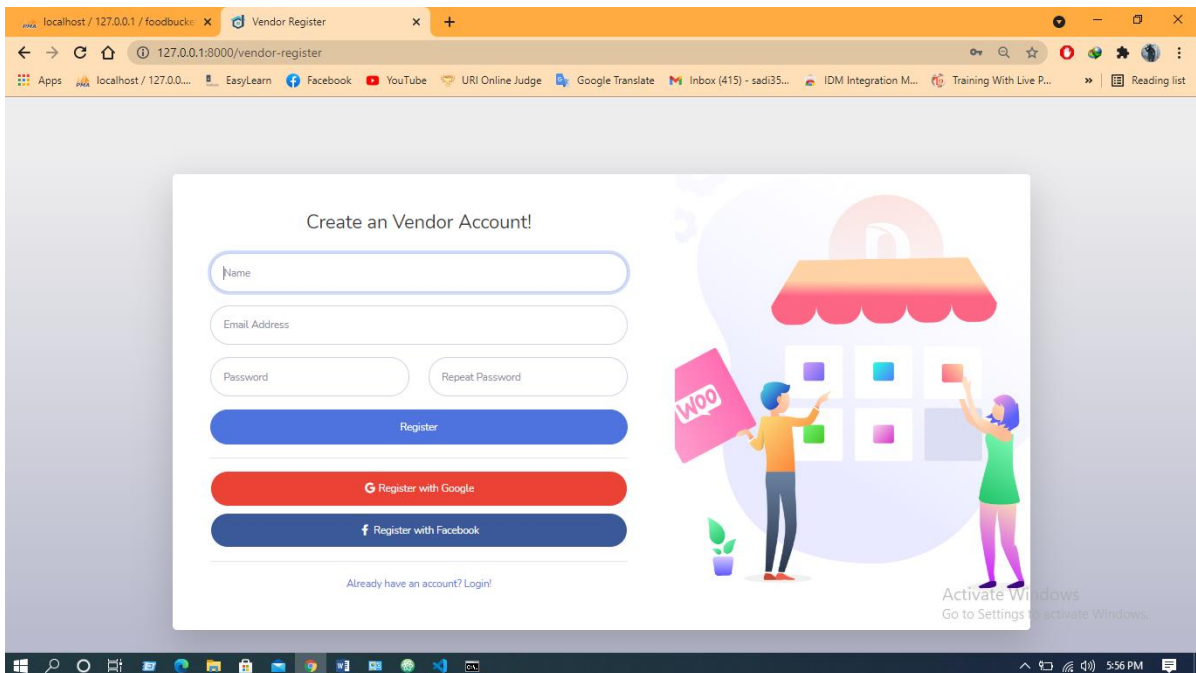 localhost / 127.0.0.1 / foodbucke
Vendor Register
127.0.0.1:8000/vendor-register
Apps localhost / 127.0.0.... EasyLearn Facebook YouTube URI Online Judge Google Translate Inbox (415) - sadi35... IDM Integration M... Training With Live P... » Reading list
Create an Vendor Account!
Name
Email Address
Password Repeat Password
Register
G Register with Google
f Register with Facebook
Already have an account? Login!
Woo
Activate Windows
Go to Settings to activate Windows.
5:56 PM